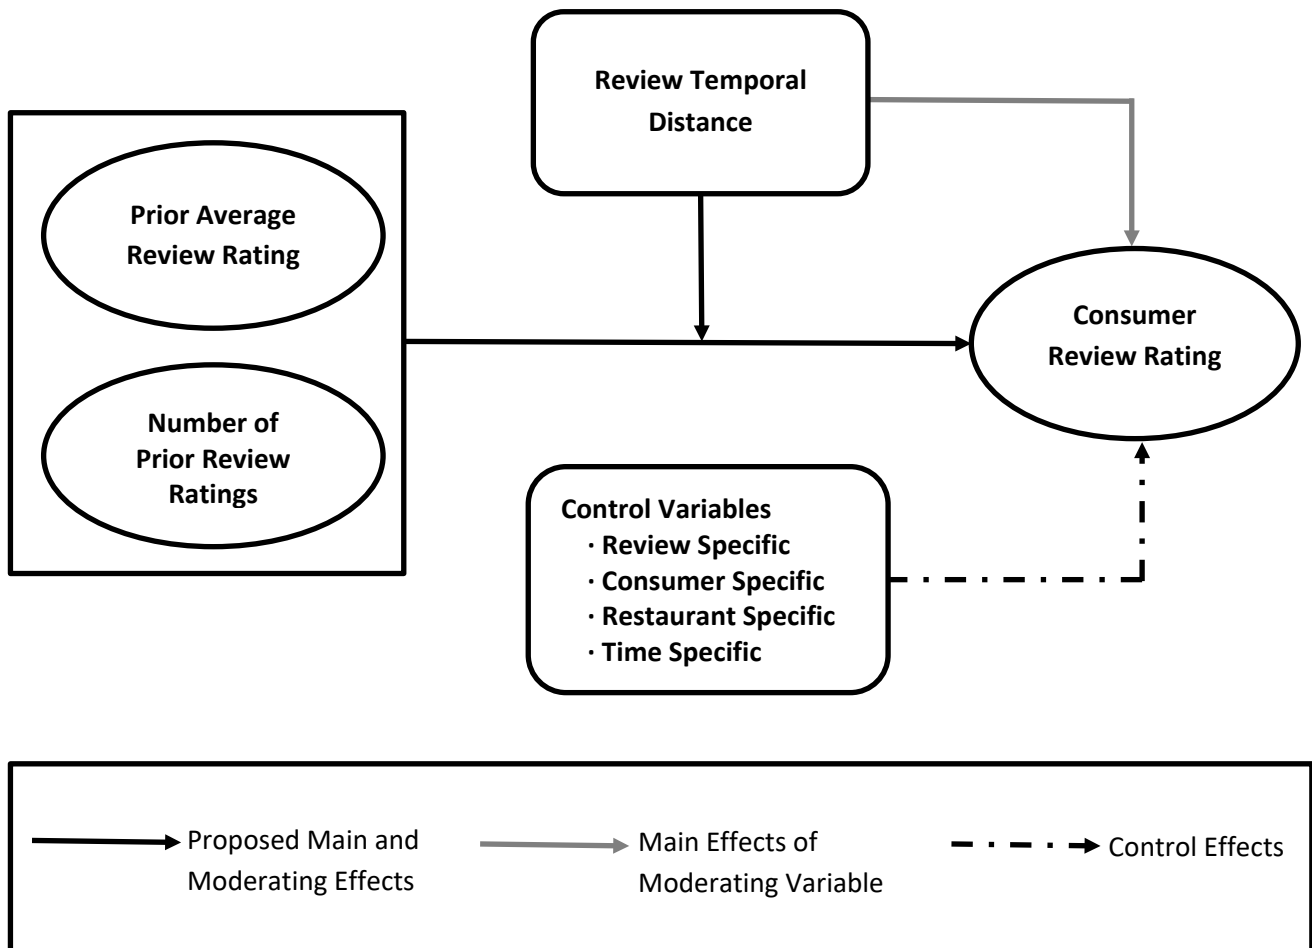 Review Temporal
Distance
Prior Average
Review Rating
Number of
Prior Review
Ratings
Consumer
Review Rating
Control Variables
· Review Specific
· Consumer Specific
· Restaurant Specific
· Time Specific
Proposed Main and
Moderating Effects
Main Effects of
Moderating Variable
Control Effects